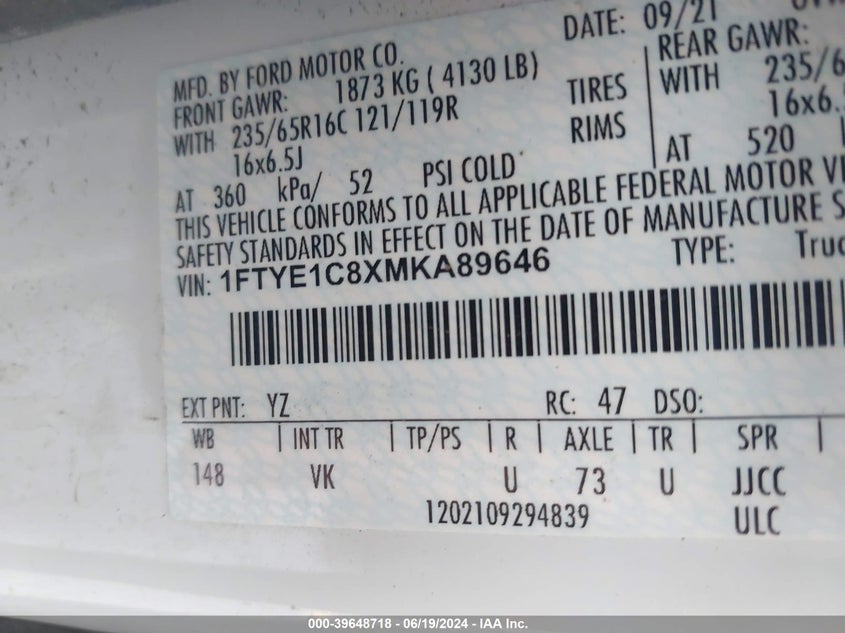 DATE: 09/21
MFD. BY FORD MOTOR CO.
FRONT GAWR: 1873 KG ( 4130 LB)
WITH 235/65R16C 121/119R TIRES
16x6.5J RIMS
AT 360 kPa/ 52 PSI COLD
REAR GAWR:
WITH 235/6
16x6.5
AT 520
THIS VEHICLE CONFORMS TO ALL APPLICABLE FEDERAL MOTOR VE
SAFETY STANDARDS IN EFFECT ON THE DATE OF MANUFACTURE S
VIN: 1FTYE1C8XMKA89646 TYPE: Truc
EXT PNT: YZ RC: 47 DSO:
WB | INT TR | TP/PS | R | AXLE | TR | SPR |
148 VK U 73 U JJCC
1202109294839 ULC
000-39648718 - 06/19/2024 - IAA Inc.